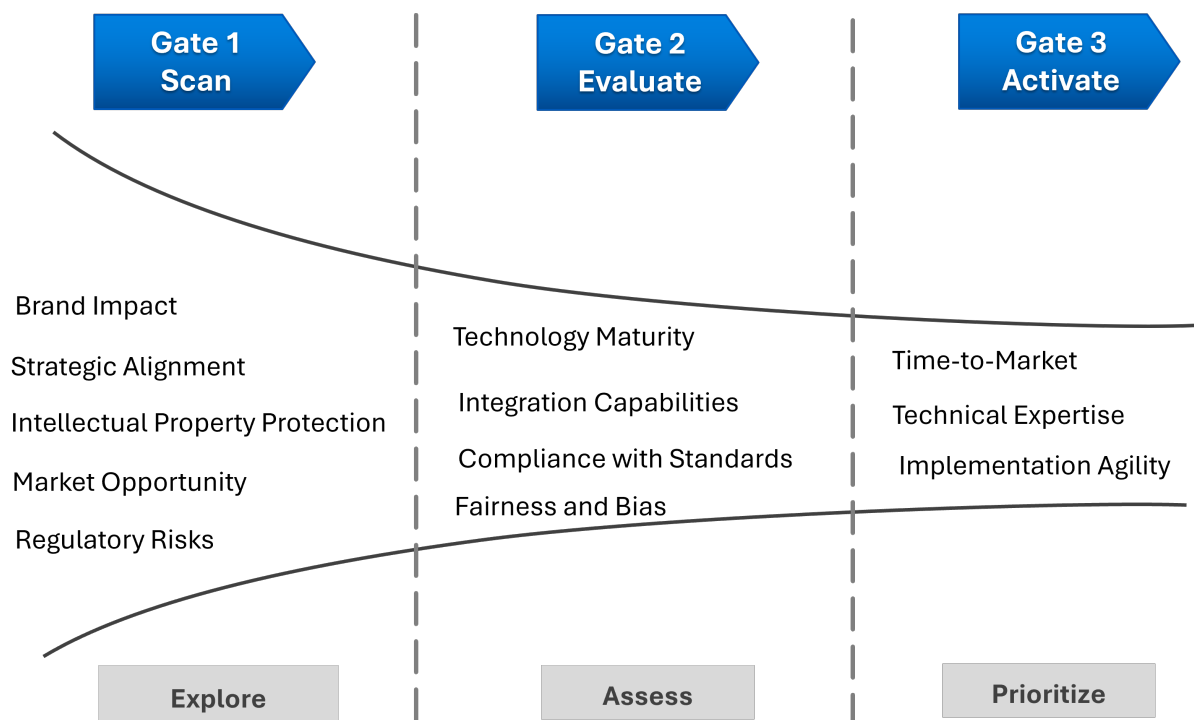 Gate 1
Scan
Gate 2
Evaluate
Gate 3
Activate
Brand Impact
Strategic Alignment
Intellectual Property Protection
Market Opportunity
Regulatory Risks
Technology Maturity
Integration Capabilities
Compliance with Standards
Fairness and Bias
Time-to-Market
Technical Expertise
Implementation Agility
Explore
Assess
Prioritize